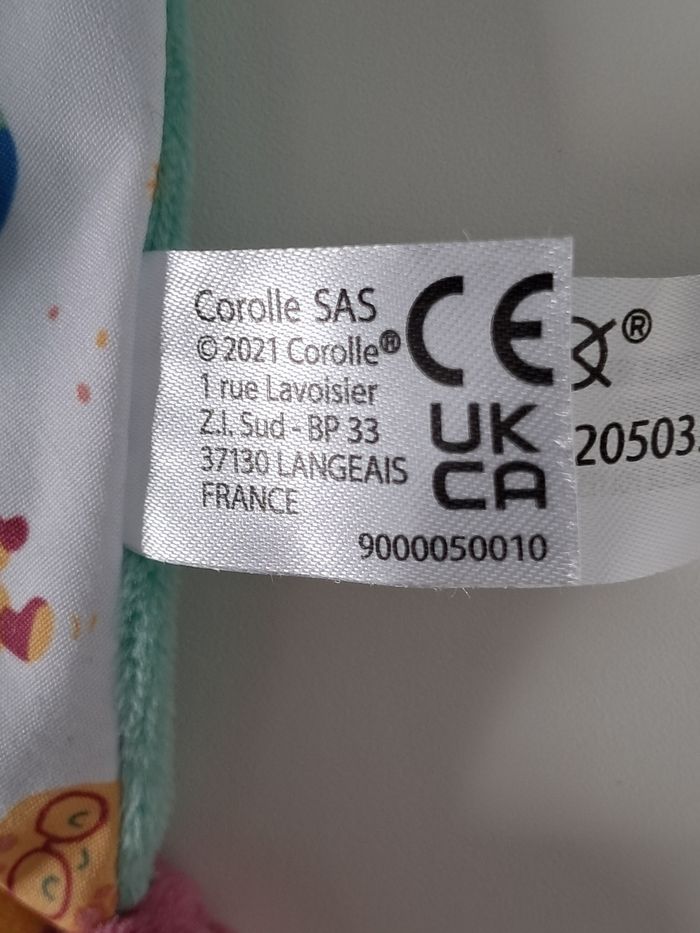 Corolle SAS
© 2021 Corolle®
1 rue Lavoisier
Z.I. Sud - BP 33
37130 LANGEAIS
FRANCE
CE
UK
CA
9000050010
®
20503